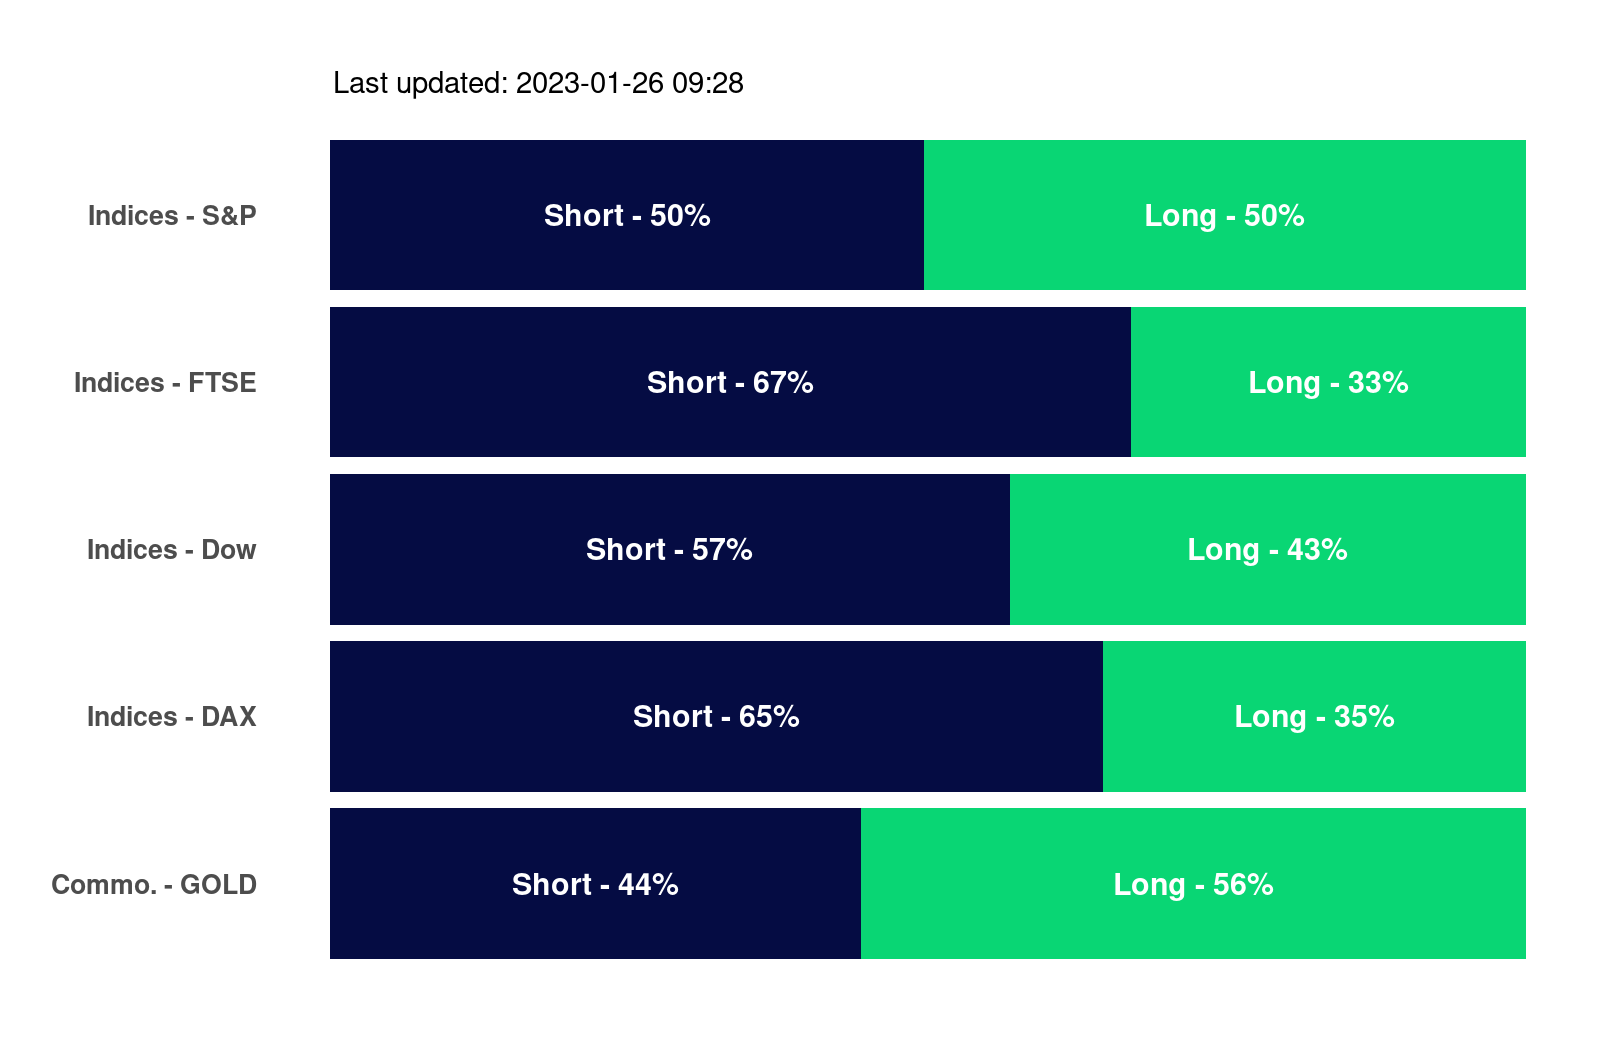 Last updated: 2023-01-26 09:28
Indices - S&P Short - 50% Long - 50%
Indices - FTSE Short - 67% Long - 33%
Indices - Dow Short - 57% Long - 43%
Indices - DAX Short - 65% Long - 35%
Commo. - GOLD Short - 44% Long - 56%